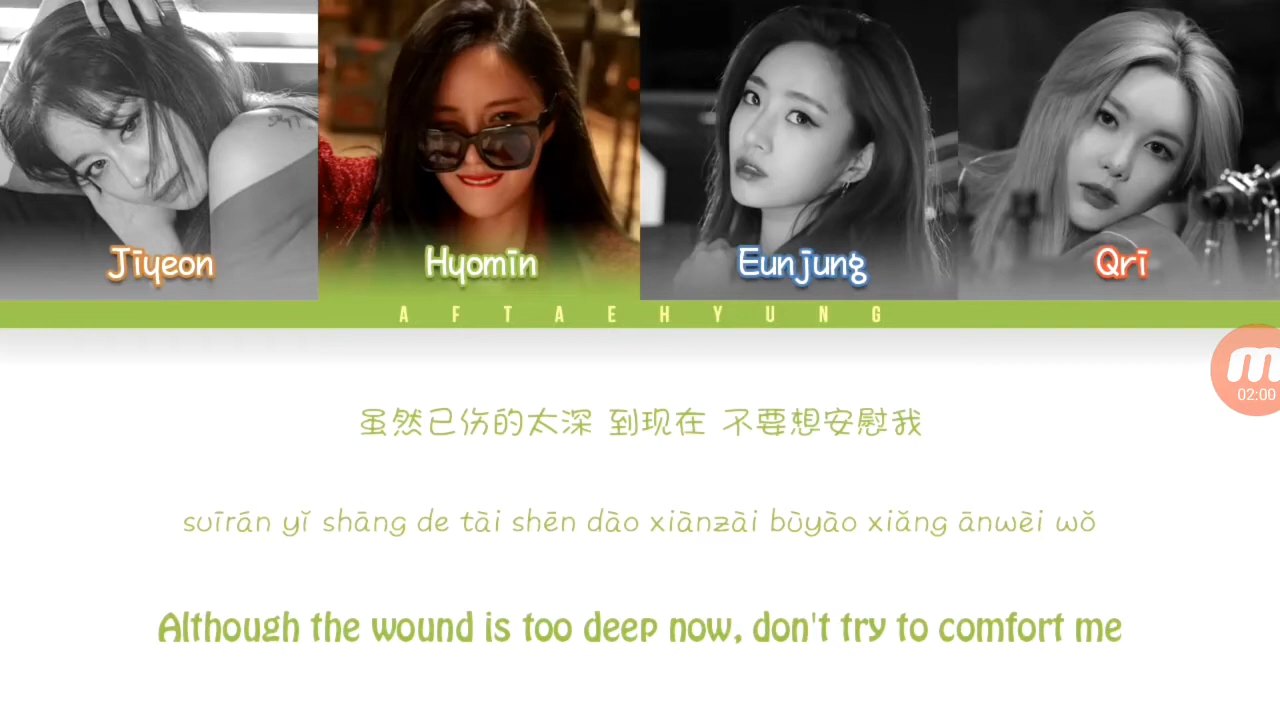 Jiyeon Hyomin Eunjung Qri
AFTAEHYUNG
02:00
虽然已伤的太深 到现在 不要想安慰我
suīrán yǐ shāng de tài shēn dào xiànzài bùyào xiǎng ānwèi wǒ
Although the wound is too deep now, don't try to comfort me